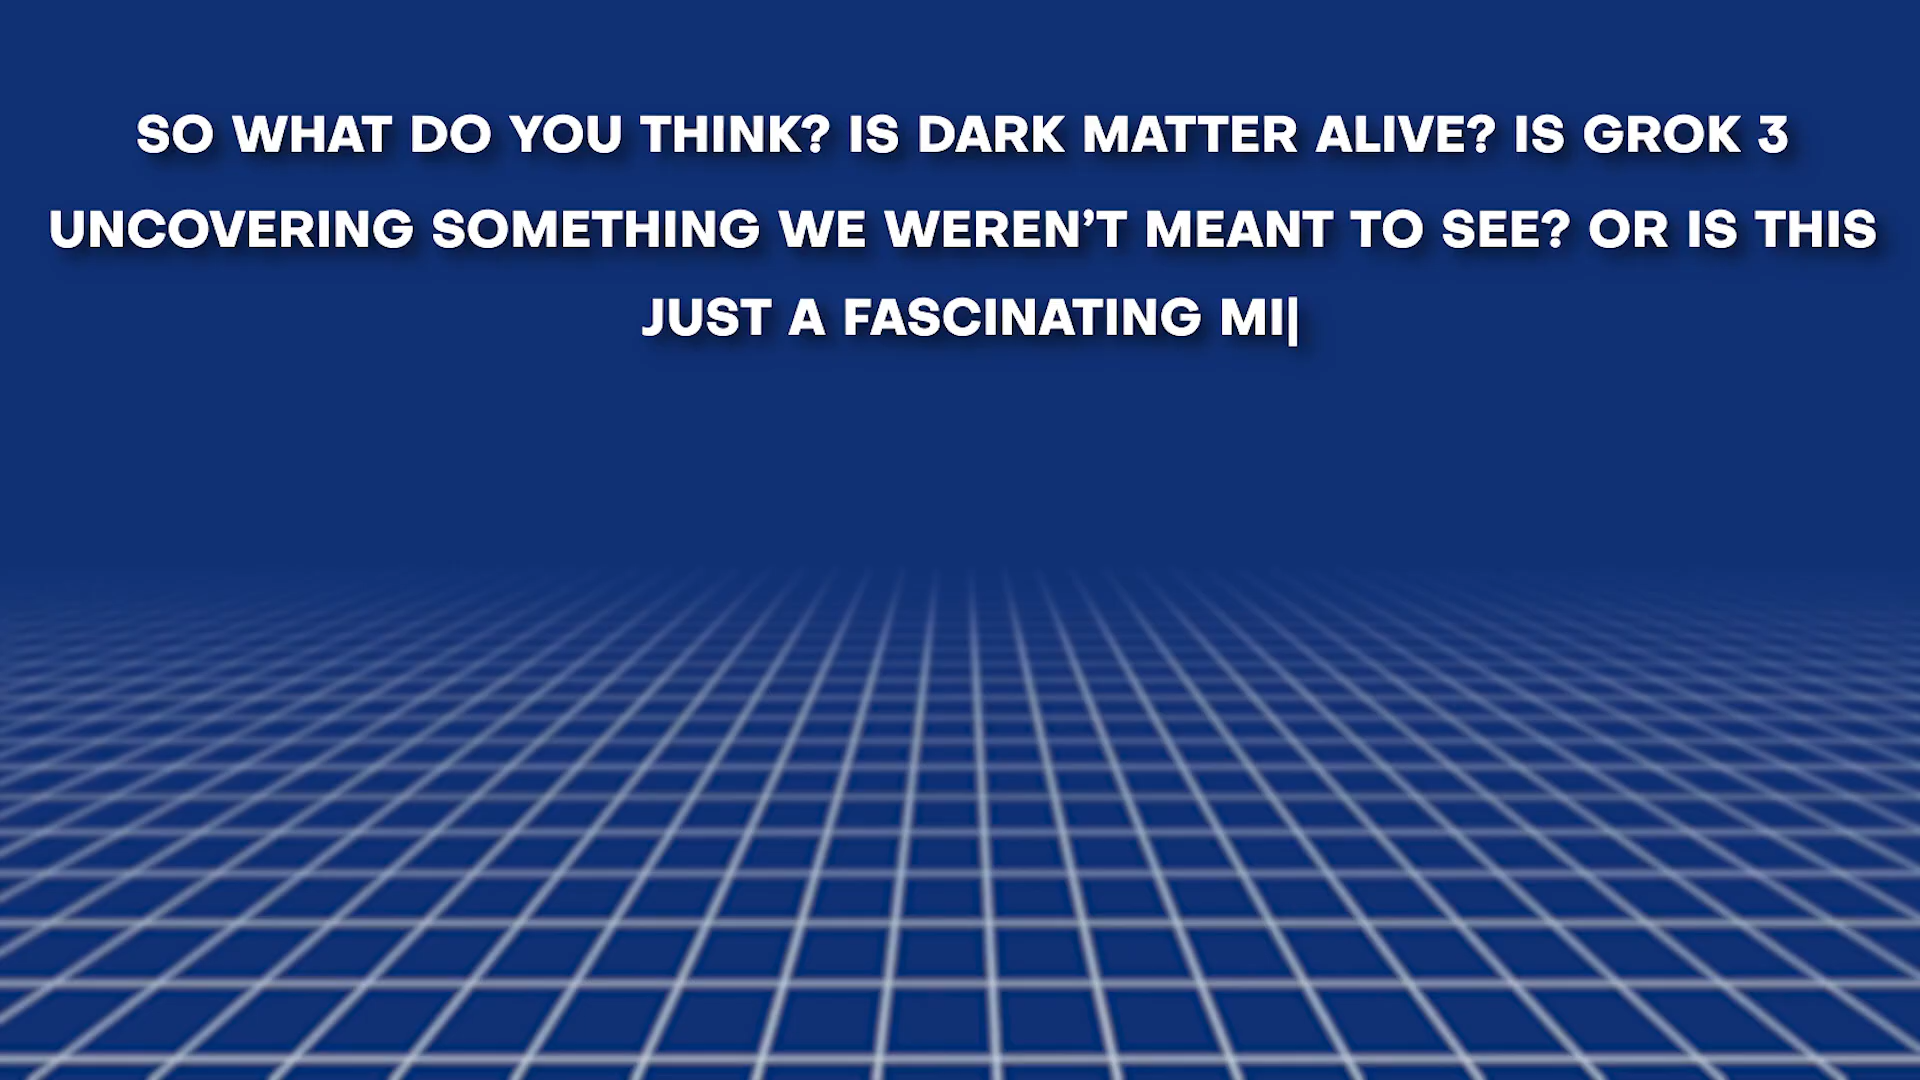 SO WHAT DO YOU THINK? IS DARK MATTER ALIVE? IS GROK 3
UNCOVERING SOMETHING WE WEREN’T MEANT TO SEE? OR IS THIS
JUST A FASCINATING MI|